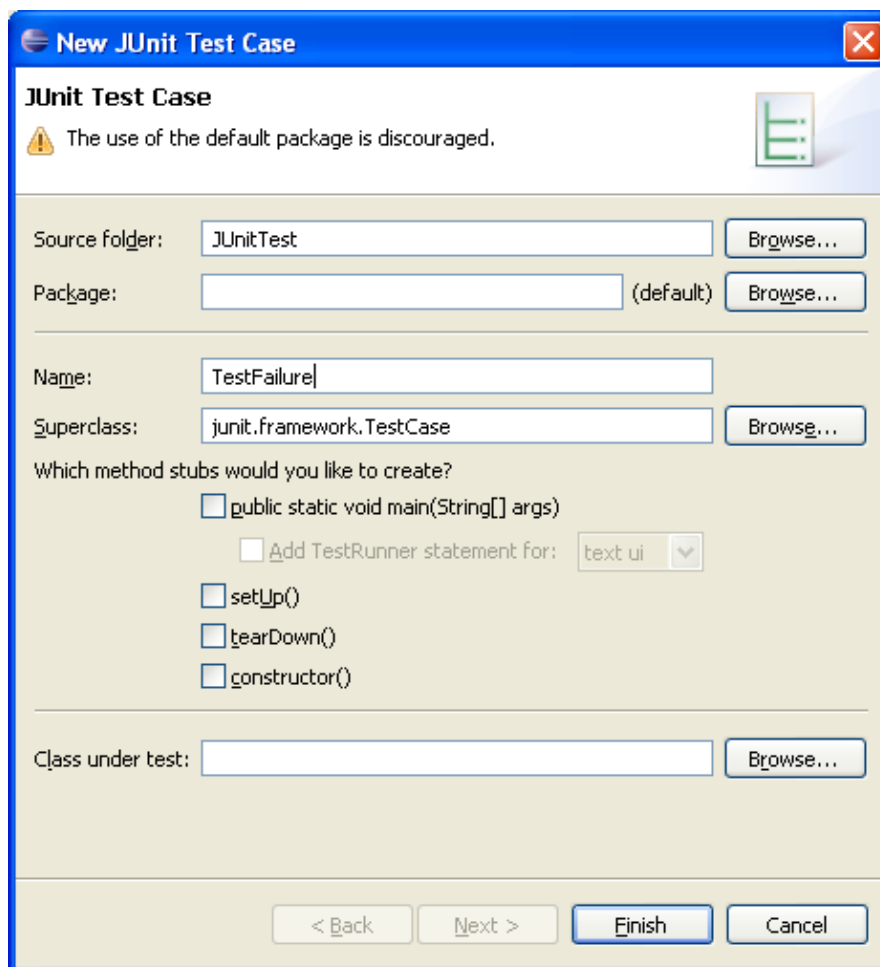 New JUnit Test Case
JUnit Test Case
The use of the default package is discouraged.
Source folder: JUnitTest Browse...
Package: (default) Browse...
Name: TestFailure
Superclass: junit.framework.TestCase Browse...
Which method stubs would you like to create?
public static void main(String[] args)
Add TestRunner statement for: text ui
setUp()
tearDown()
constructor()
Class under test: Browse...
< Back Next > Finish Cancel